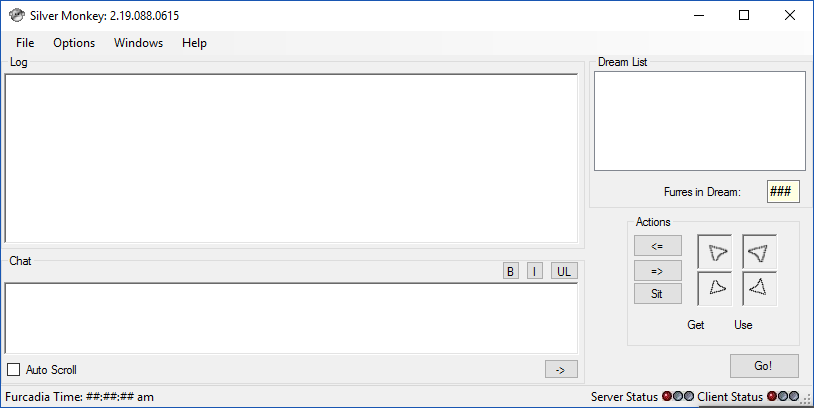 Silver Monkey: 2.19.088.0615
File Options Windows Help
Log
Dream List
Furres in Dream: ###
Actions
<=
=>
Sit
Get Use
Chat
B I UL
Auto Scroll
->
Go!
Furcadia Time: ##:##:## am
Server Status Client Status